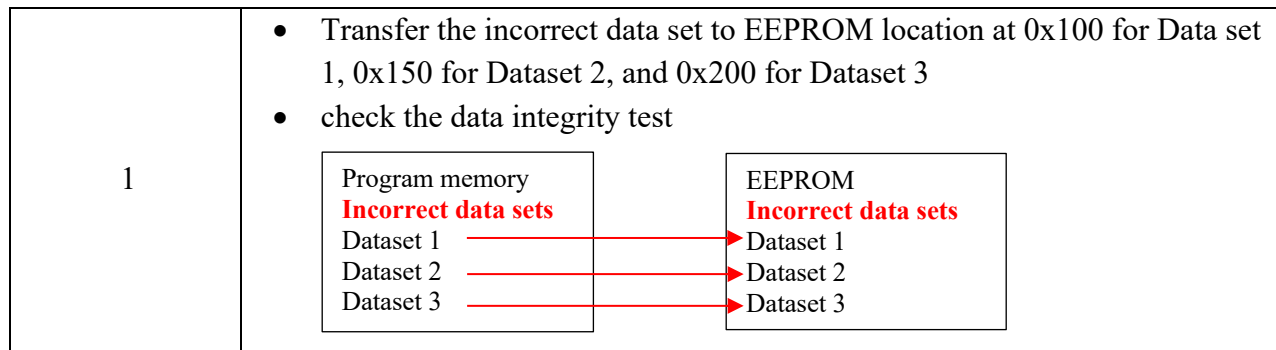 • Transfer the incorrect data set to EEPROM location at 0x100 for Data set
1, 0x150 for Dataset 2, and 0x200 for Dataset 3
• check the data integrity test
1
Program memory
Incorrect data sets
Dataset 1
Dataset 2
Dataset 3
EEPROM
Incorrect data sets
Dataset 1
Dataset 2
Dataset 3